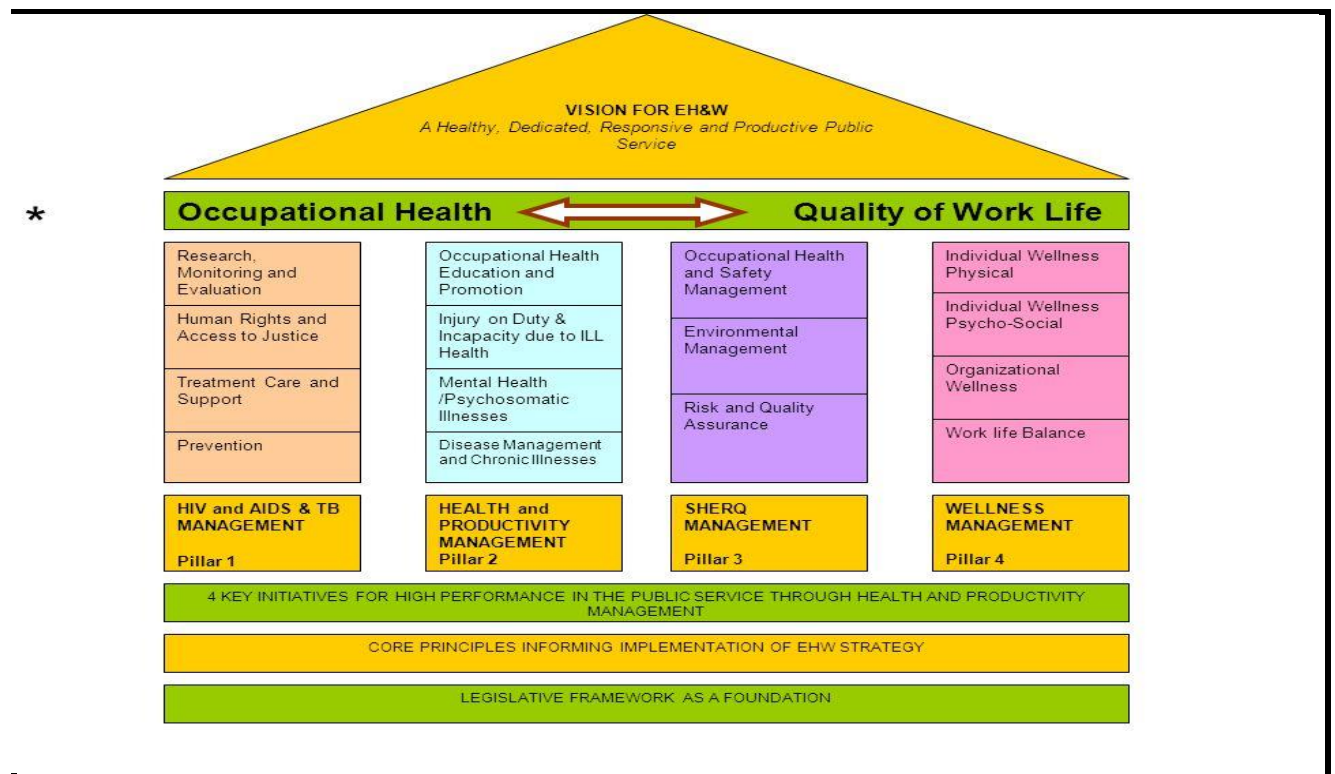 VISION FOR EH&W
A Healthy, Dedicated, Responsive and Productive Public
Service
*
Occupational Health
Quality of Work Life
Research,
Monitoring and
Evaluation
Human Rights and
Access to Justice
Treatment Care and
Support
Prevention
HIV and AIDS & TB
MANAGEMENT
Pillar 1
Occupational Health
Education and
Promotion
Injury on Duty &
Incapacity due to ILL
Health
Mental Health
/Psychosomatic
Illnesses
Disease Management
and Chronic Illnesses
HEALTH and
PRODUCTIVITY
MANAGEMENT
Pillar 2
Occupational Health
and Safety
Management
Environmental
Management
Risk and Quality
Assurance
SHERQ
MANAGEMENT
Pillar 3
Individual Wellness
Physical
Individual Wellness
Psycho-Social
Organizational
Wellness
Work life Balance
WELLNESS
MANAGEMENT
Pillar 4
4 KEY INITIATIVES FOR HIGH PERFORMANCE IN THE PUBLIC SERVICE THROUGH HEALTH AND PRODUCTIVITY
MANAGEMENT
CORE PRINCIPLES INFORMING IMPLEMENTATION OF EHW STRATEGY
LEGISLATIVE FRAMEWORK AS A FOUNDATION